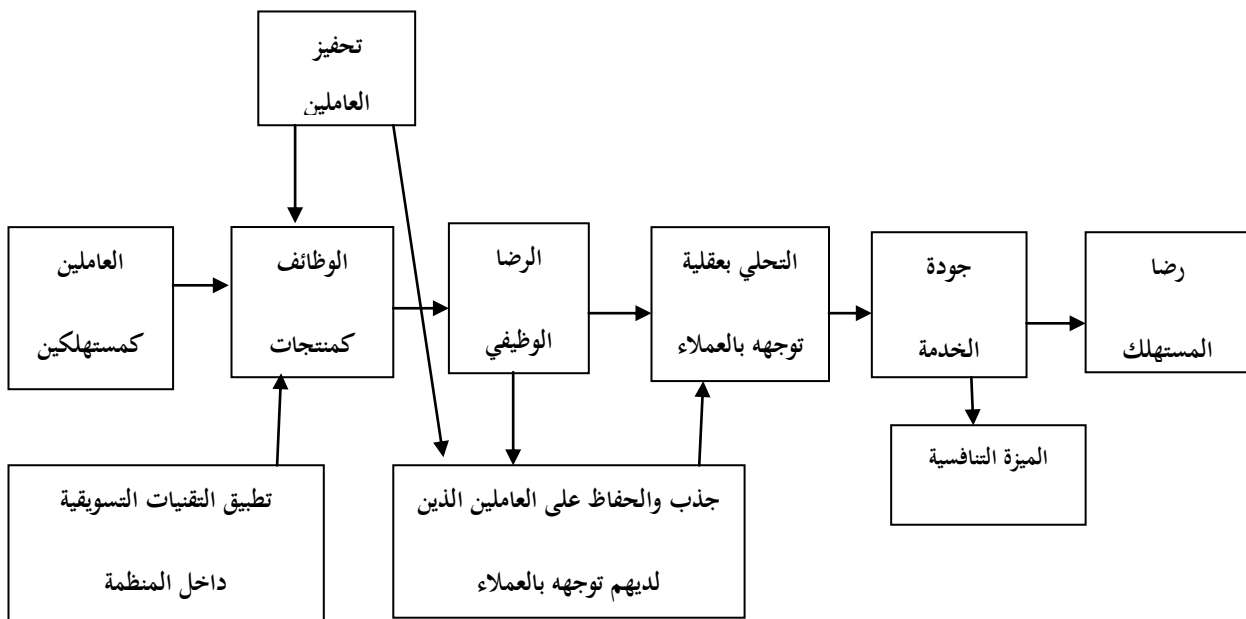 تحفيز
العاملين
العاملين
كمستهلكين
الوظائف
كمنتجات
الرضا
الوظيفي
التحلي بعقلية
توجهه بالعملاء
جودة
الخدمة
رضا
المستهلك
تطبيق التقنيات التسويقية
داخل المنظمة
جذب والحفاظ على العاملين الذين
لديهم توجهه بالعملاء
الميزة التنافسية